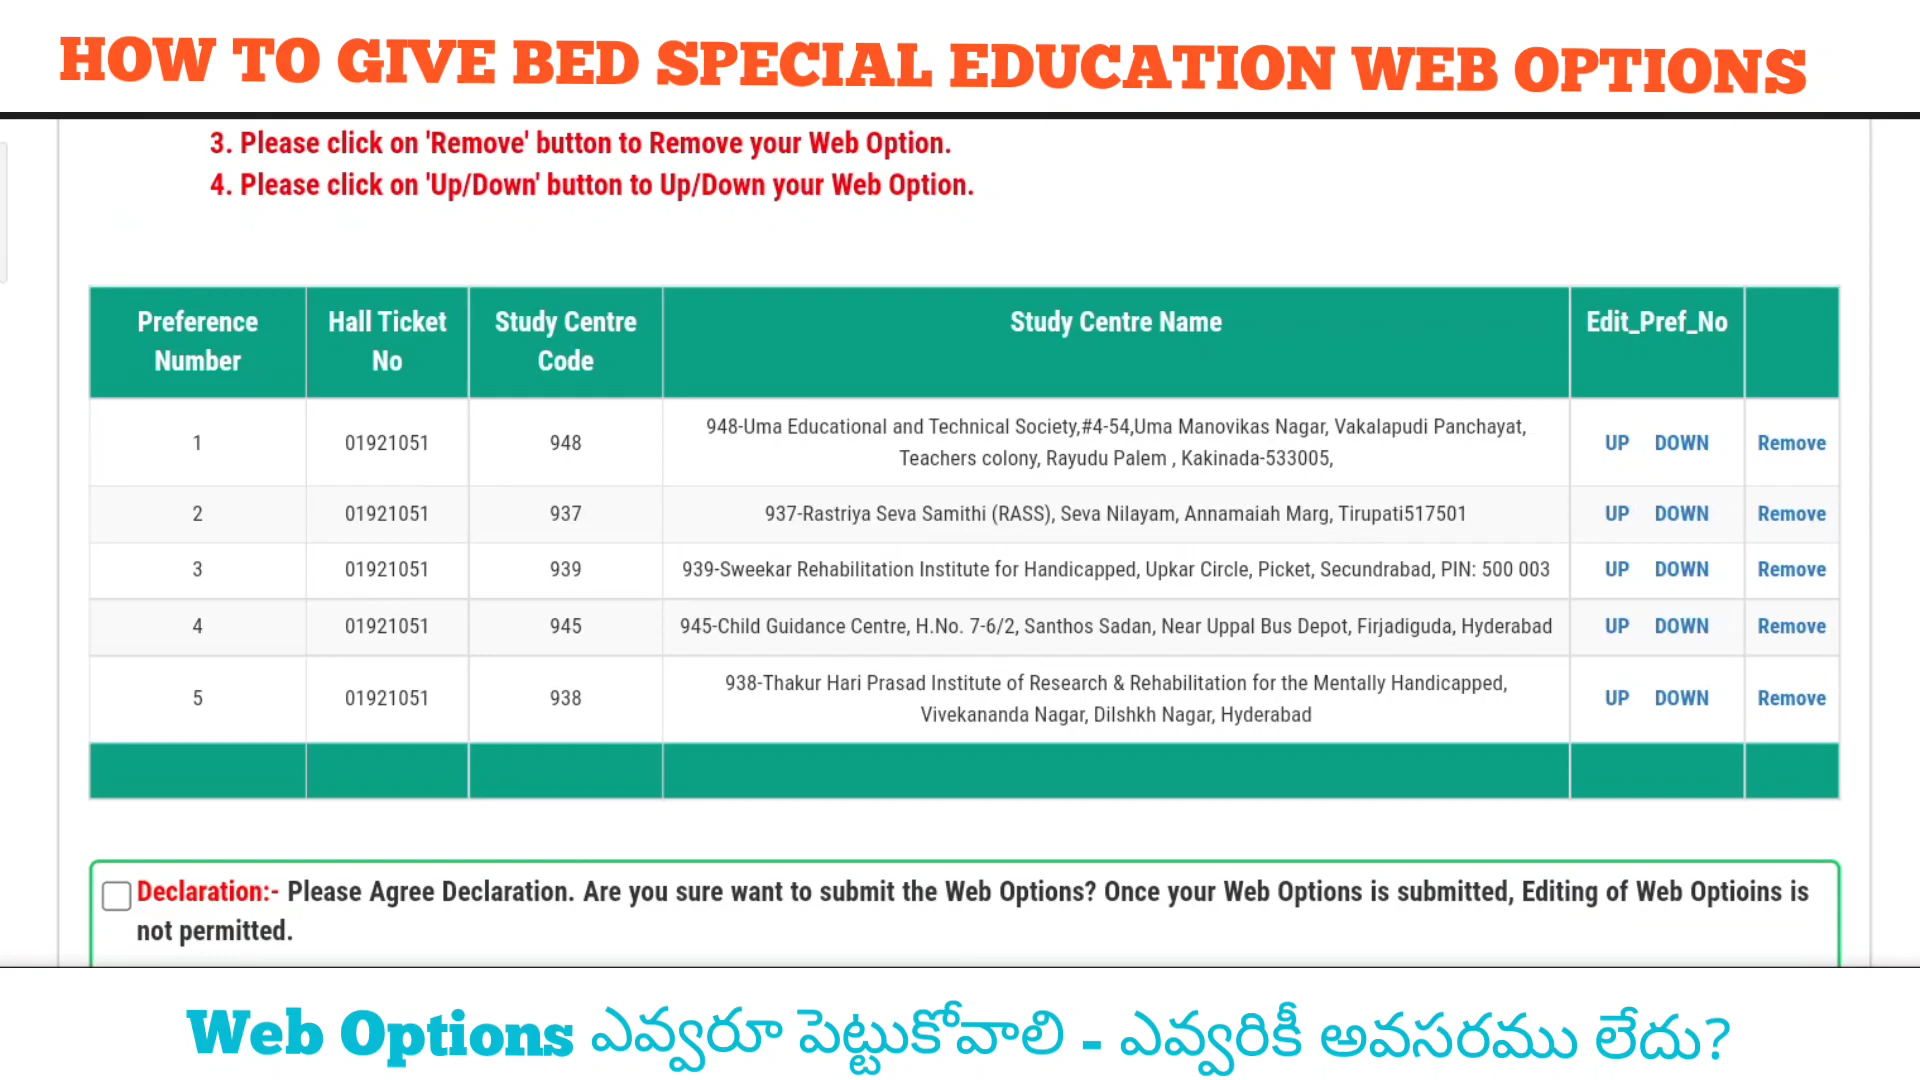 HOW TO GIVE BED SPECIAL EDUCATION WEB OPTIONS
3. Please click on 'Remove' button to Remove your Web Option.
4. Please click on 'Up/Down' button to Up/Down your Web Option.
Preference Number Hall Ticket No Study Centre Code Study Centre Name Edit_Pref_No
1 01921051 948 948-Uma Educational and Technical Society,#4-54,Uma Manovikas Nagar, Vakalapudi Panchayat,
Teachers colony, Rayudu Palem , Kakinada-533005, UP DOWN Remove
2 01921051 937 937-Rastriya Seva Samithi (RASS), Seva Nilayam, Annamaiah Marg, Tirupati517501 UP DOWN Remove
3 01921051 939 939-Sweekar Rehabilitation Institute for Handicapped, Upkar Circle, Picket, Secundrabad, PIN: 500 003 UP DOWN Remove
4 01921051 945 945-Child Guidance Centre, H.No. 7-6/2, Santhos Sadan, Near Uppal Bus Depot, Firjadiguda, Hyderabad UP DOWN Remove
5 01921051 938 938-Thakur Hari Prasad Institute of Research & Rehabilitation for the Mentally Handicapped,
Vivekananda Nagar, Dilshkh Nagar, Hyderabad UP DOWN Remove
Declaration:- Please Agree Declaration. Are you sure want to submit the Web Options? Once your Web Options is submitted, Editing of Web Optioins is
not permitted.
Web Options ఎవ్వరూ పెట్టుకోవాలి - ఎవ్వరికీ అవసరము లేదు?